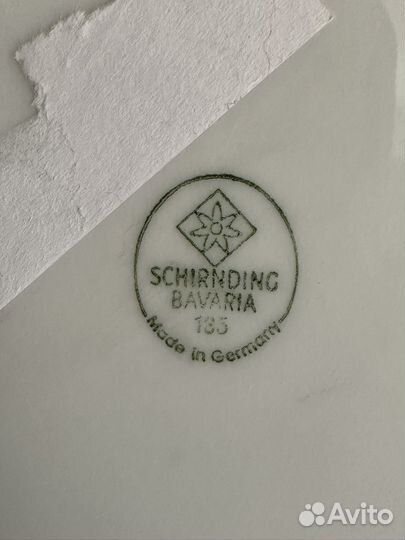 SCHIRNDING
BAVARIA
185
Made in Germany
Avito